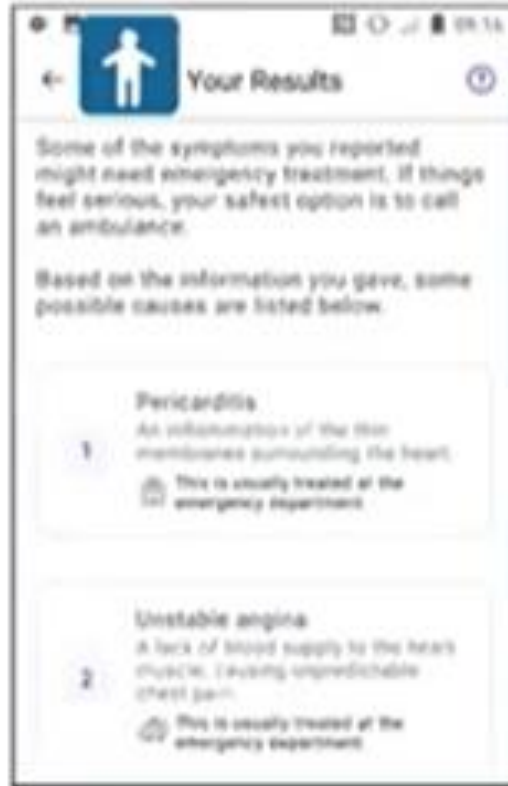 09:16
Your Results
Some of the symptoms you reported
might need emergency treatment. If things
feel serious, your safest option is to call
an ambulance.
Based on the information you gave, some
possible causes are listed below.
Pericarditis
An inflammation of the thin
1
membranes surrounding the heart.
This is usually treated at the
emergency department
Unstable angina
A lack of blood supply to the heart
2
muscle, causing unpredictable
chest pain.
This is usually treated at the
emergency department